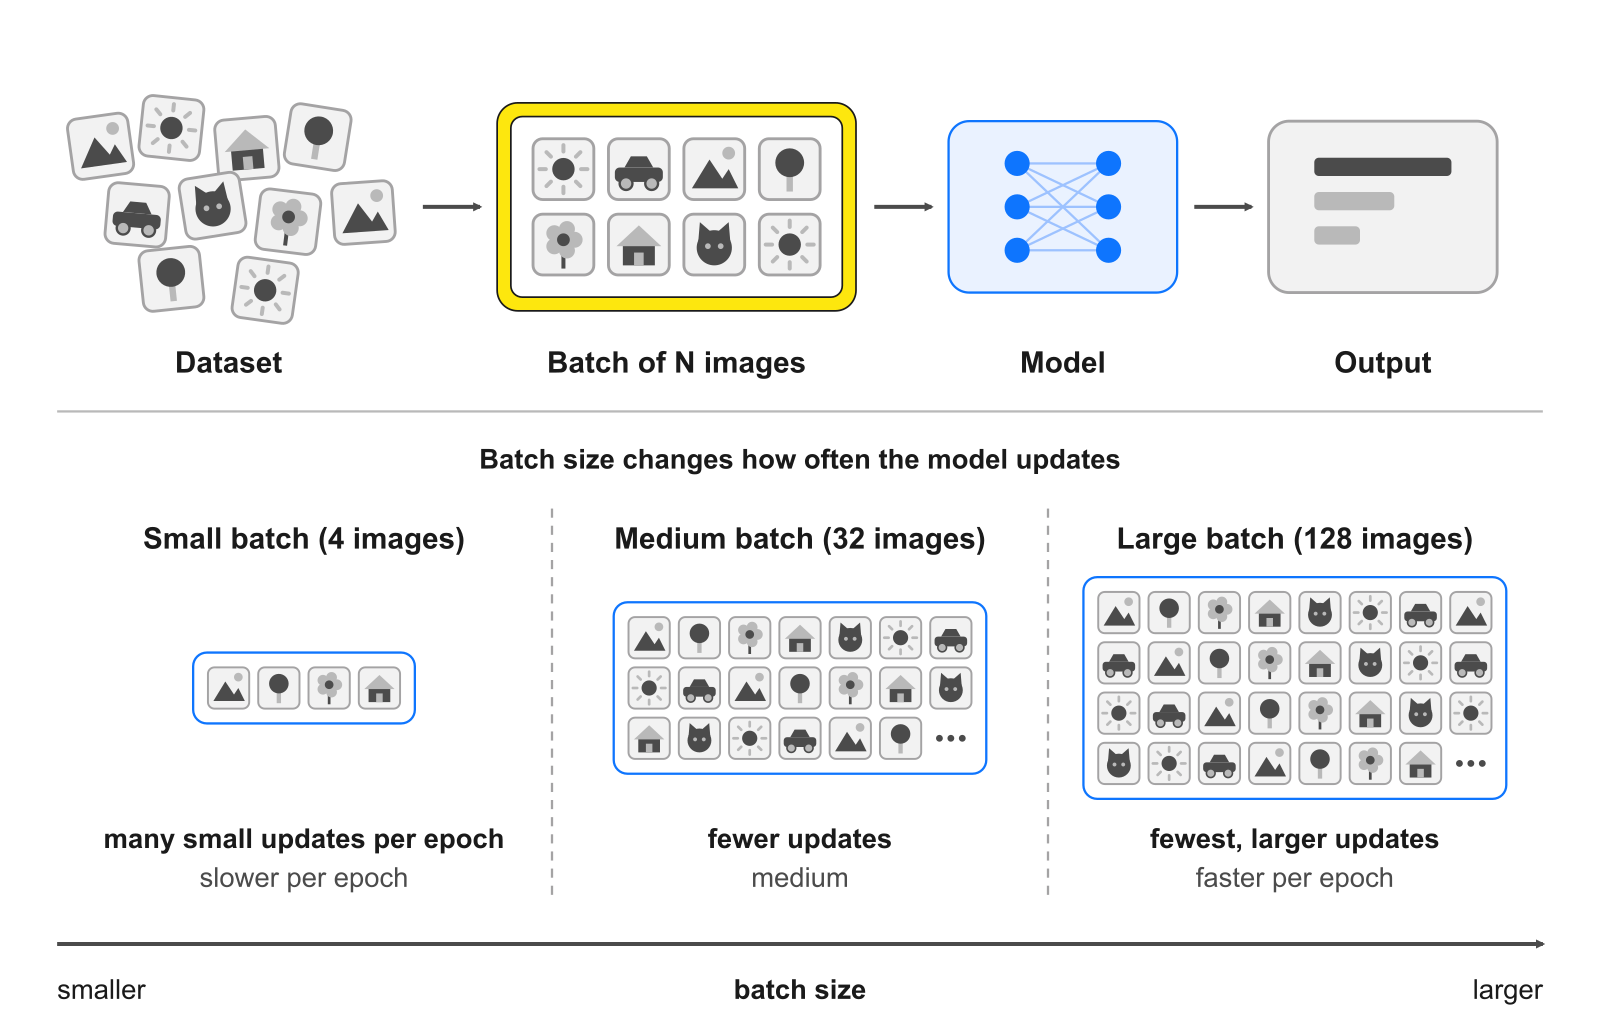 Dataset
Batch of N images
Model
Output
Batch size changes how often the model updates
Small batch (4 images)
Medium batch (32 images)
Large batch (128 images)
many small updates per epoch
slower per epoch
fewer updates
medium
fewest, larger updates
faster per epoch
smaller
batch size
larger